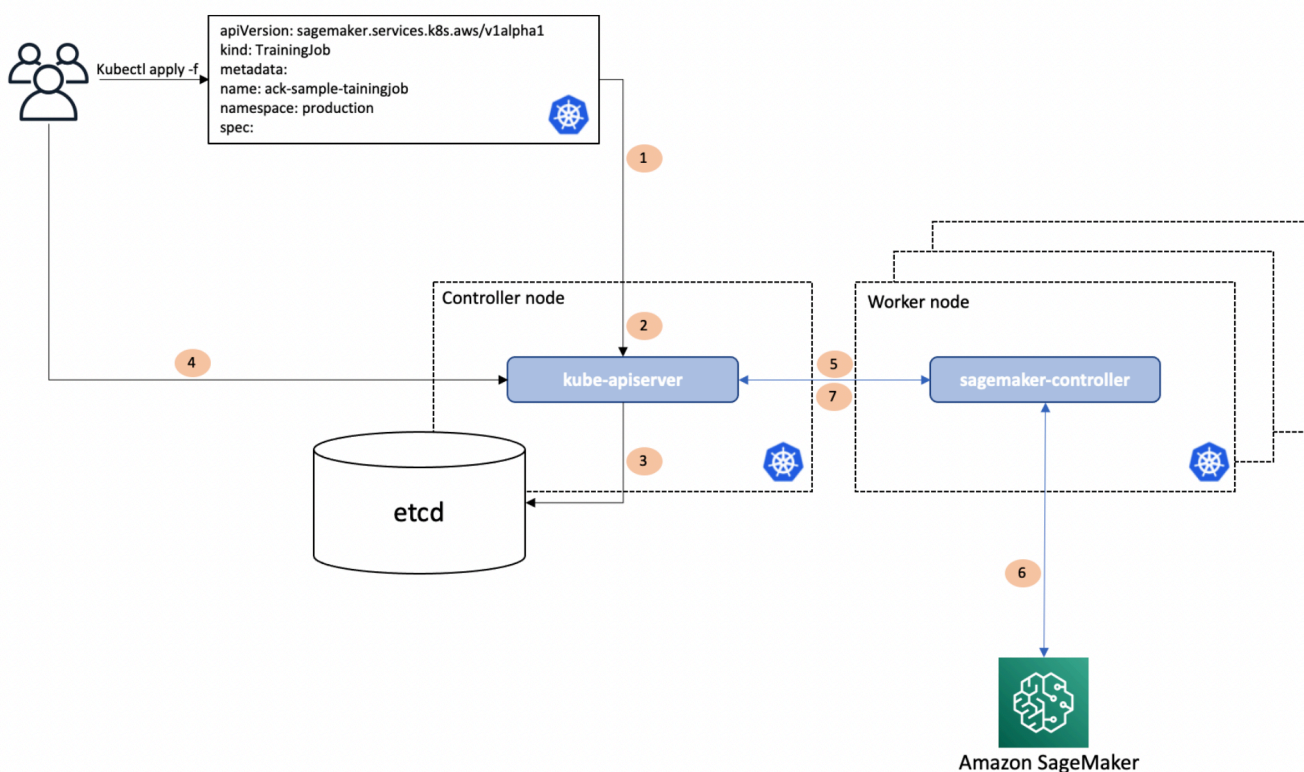 apiVersion: sagemaker.services.k8s.aws/v1alpha1
kind: TrainingJob
Kubectl apply -f
metadata:
name: ack-sample-tainingjob
namespace: production
spec:
1
Controller node
Worker node
2
4
5
kube-apiserver
sagemaker-controller
7
3
etcd
6
Amazon SageMaker